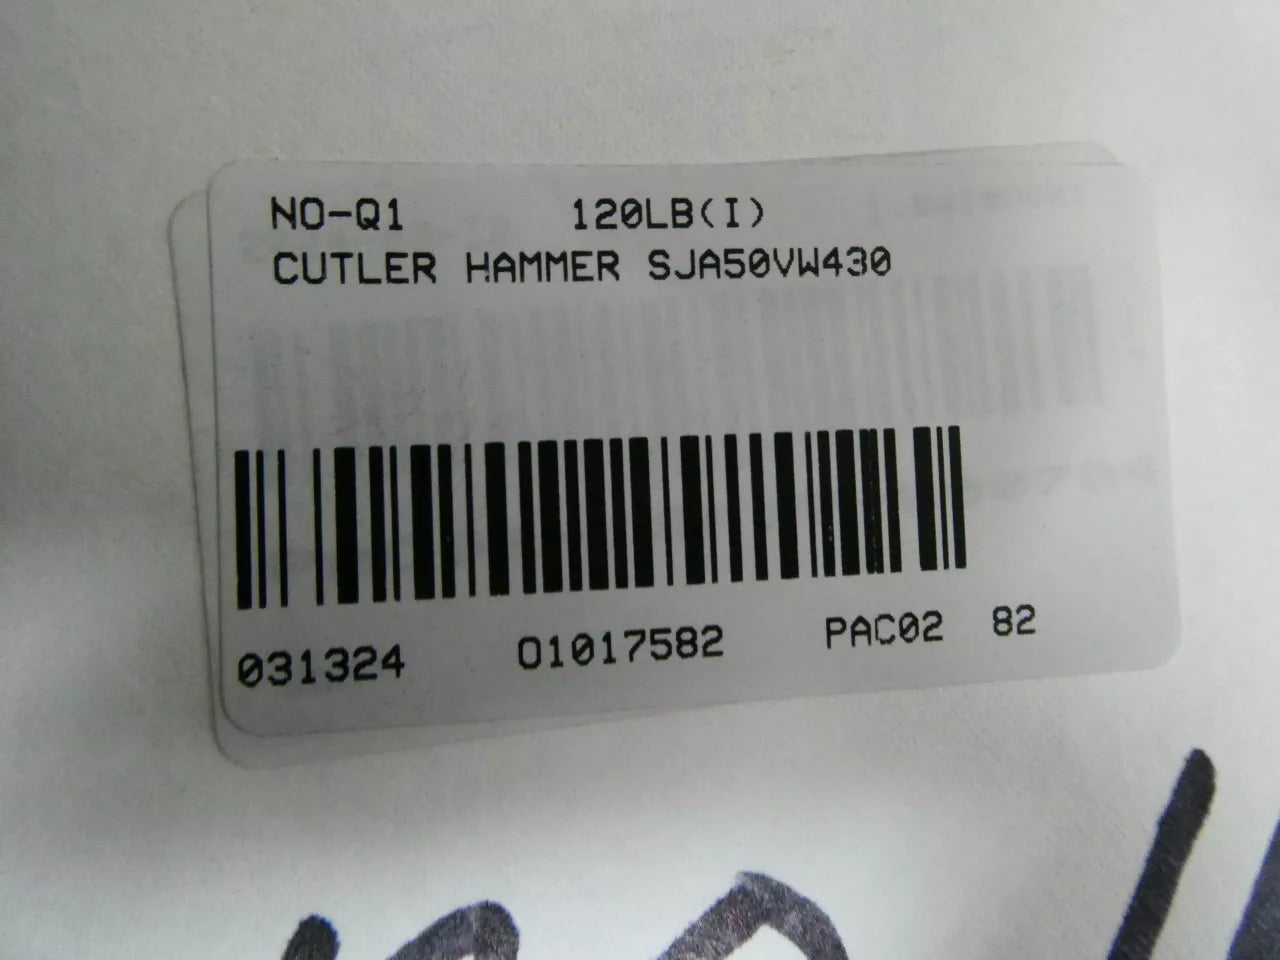 NO-Q1 120LB(I)
CUTLER HAMMER SJA50VW430
031324 01017582 PAC02 82